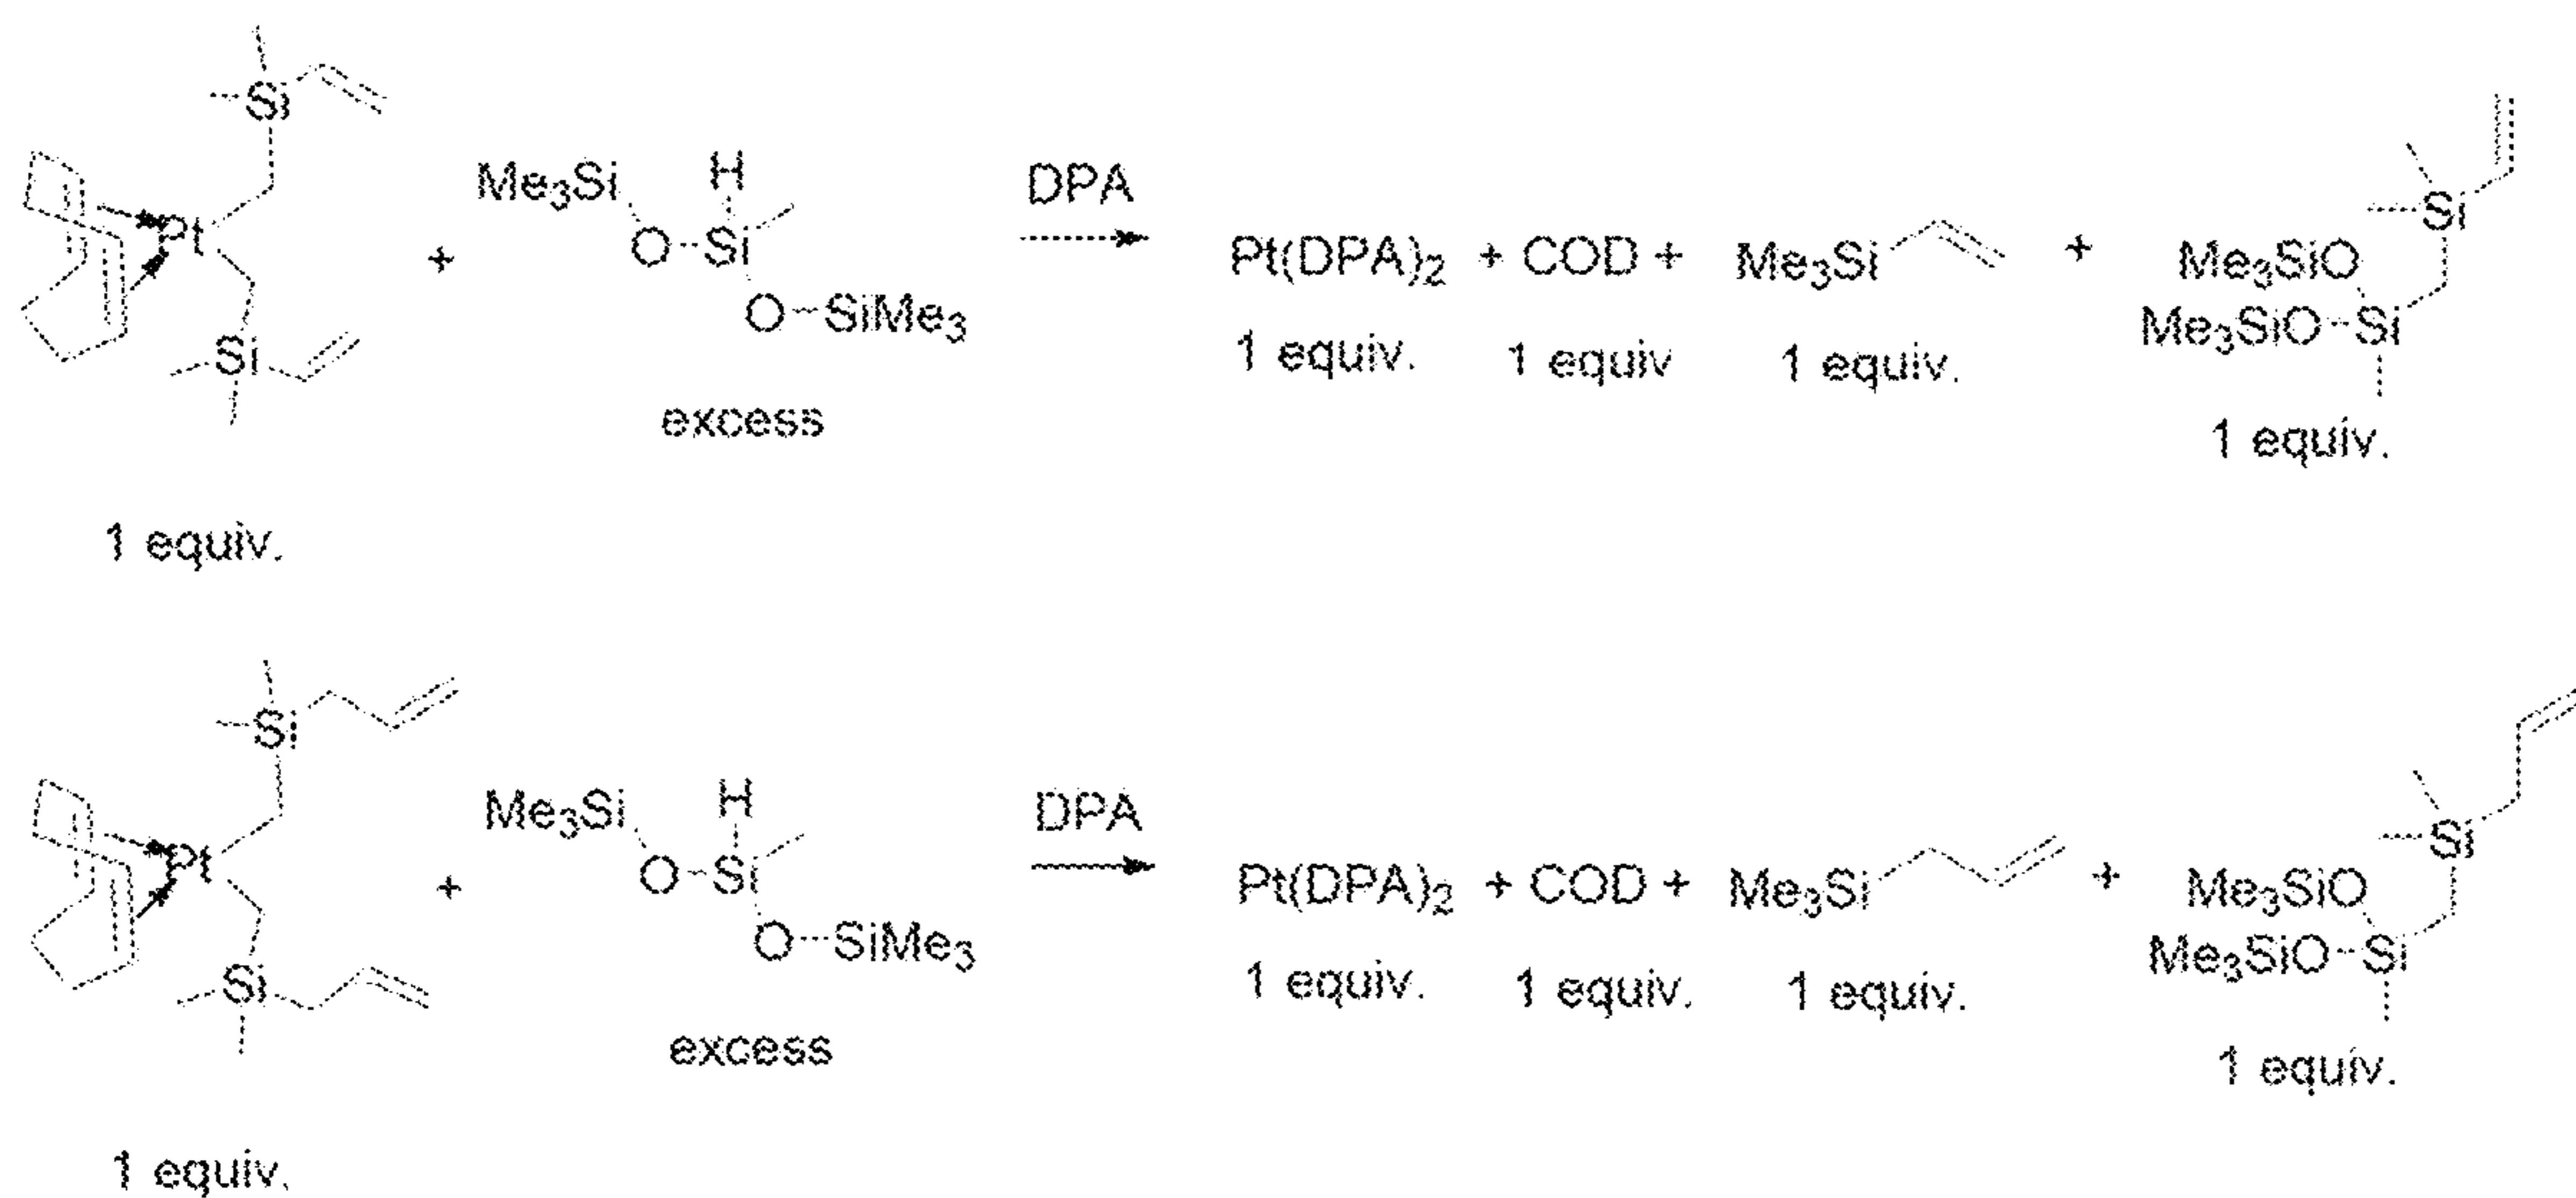 Si
Me₃Si H DPA
Pt + O Si Pt(DPA)₂ + COD + Me₃Si + Si
O SiMe₃ Me₃SiO
Si Me₃SiO Si
1 equiv. 1 equiv 1 equiv.
excess 1 equiv.
1 equiv.
Si
Me₃Si H DPA
Pt + O Si Pt(DPA)₂ + COD + Me₃Si + Si
O SiMe₃ Me₃SiO
Si Me₃SiO Si
1 equiv. 1 equiv. 1 equiv.
excess 1 equiv.
1 equiv.